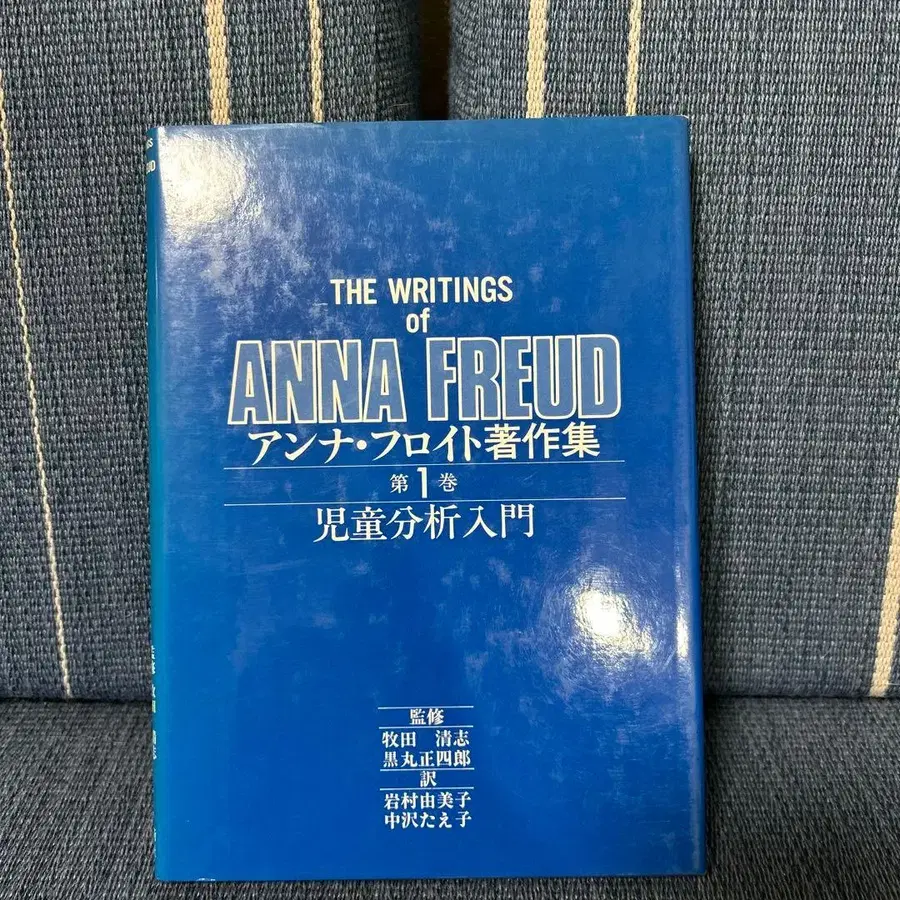 THE WRITINGS
of
ANNA FREUD
アンナ・フロイト著作集
第1巻
児童分析入門
監修
牧田 清志
黒丸正四郎
訳
岩村由美子
中沢たえ子